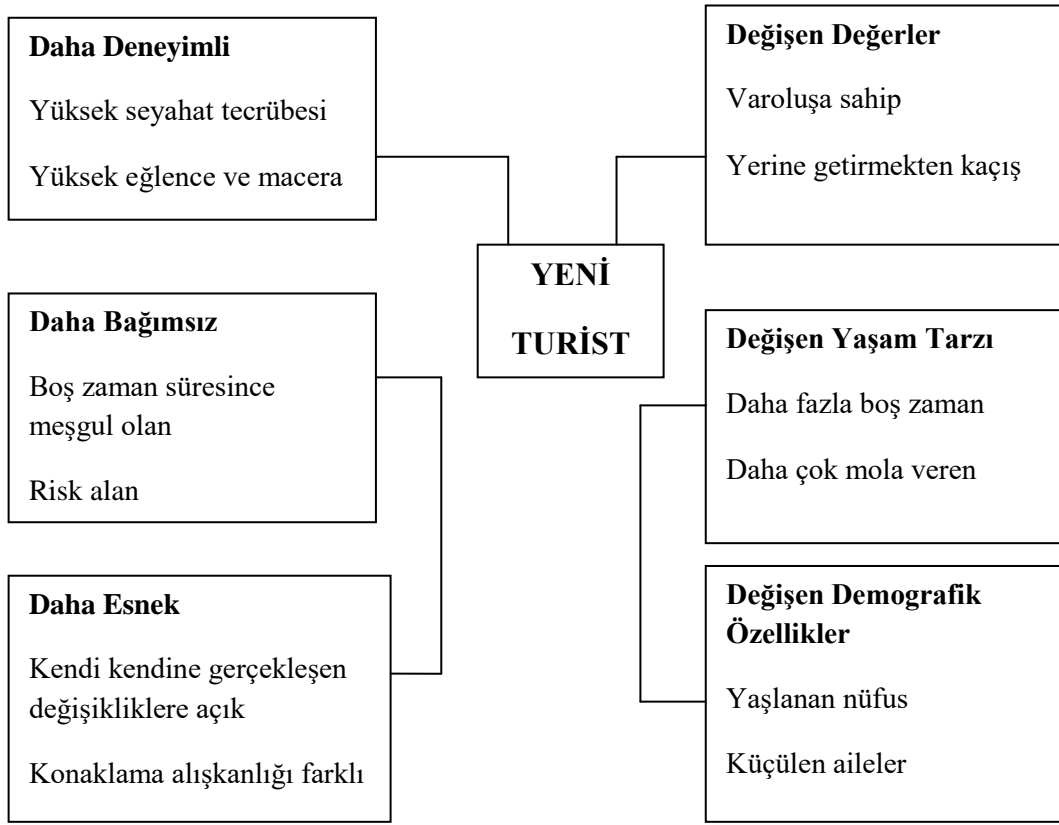 Daha Deneyimli
Yüksek seyahat tecrübesi
Yüksek eğlence ve macera
Değişen Değerler
Varoluşa sahip
Yerine getirmekten kaçış
YENİ
TURİST
Daha Bağımsız
Boş zaman süresince
meşgul olan
Risk alan
Değişen Yaşam Tarzı
Daha fazla boş zaman
Daha çok mola veren
Daha Esnek
Kendi kendine gerçekleşen
değişikliklere açık
Konaklama alışkanlığı farklı
Değişen Demografik
Özellikler
Yaşlanan nüfus
Küçülen aileler